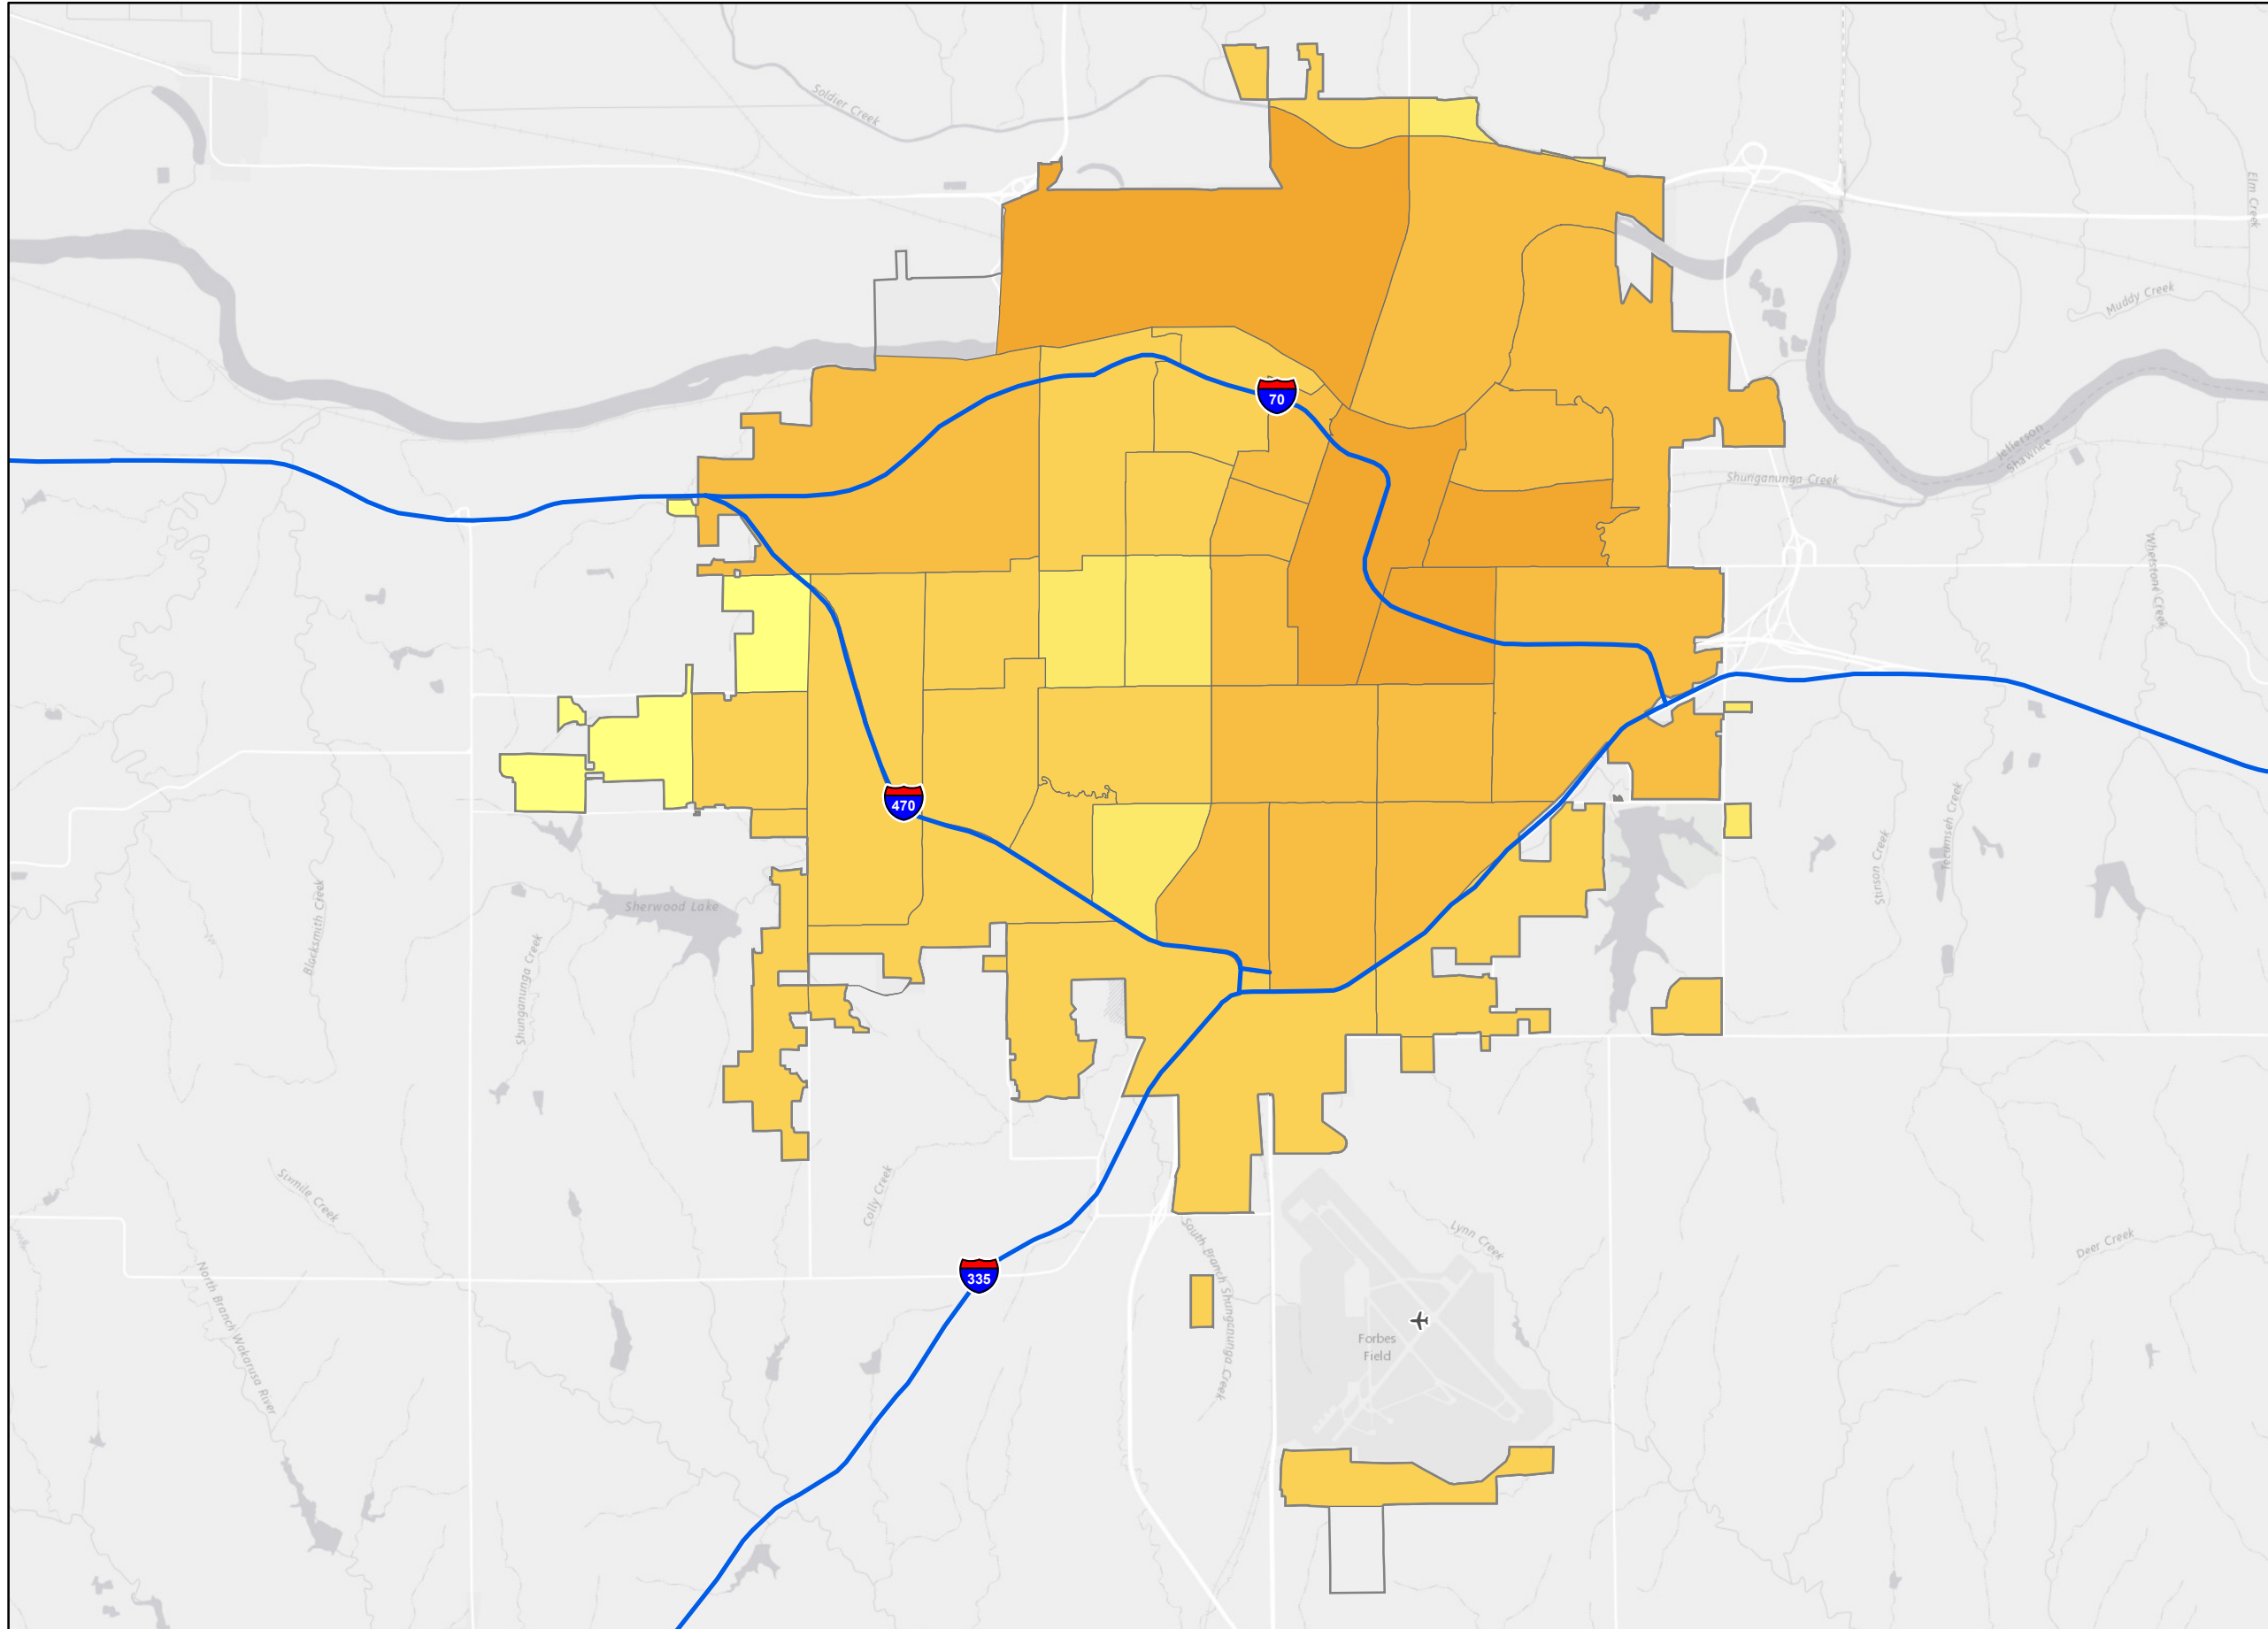 Soldier Creek
Elm Creek
Muddy Creek
70
Jefferson
Shawnee
Shunganunga Creek
Whetstone Creek
470
Sherwood Lake
Blacksmith Creek
Shunganunga Creek
Stinson Creek
Tecumseh Creek
Sixmile Creek
Colly Creek
South Branch Shunganunga Creek
Lynn Creek
Deer Creek
North Branch Wakarusa River
335
Forbes
Field